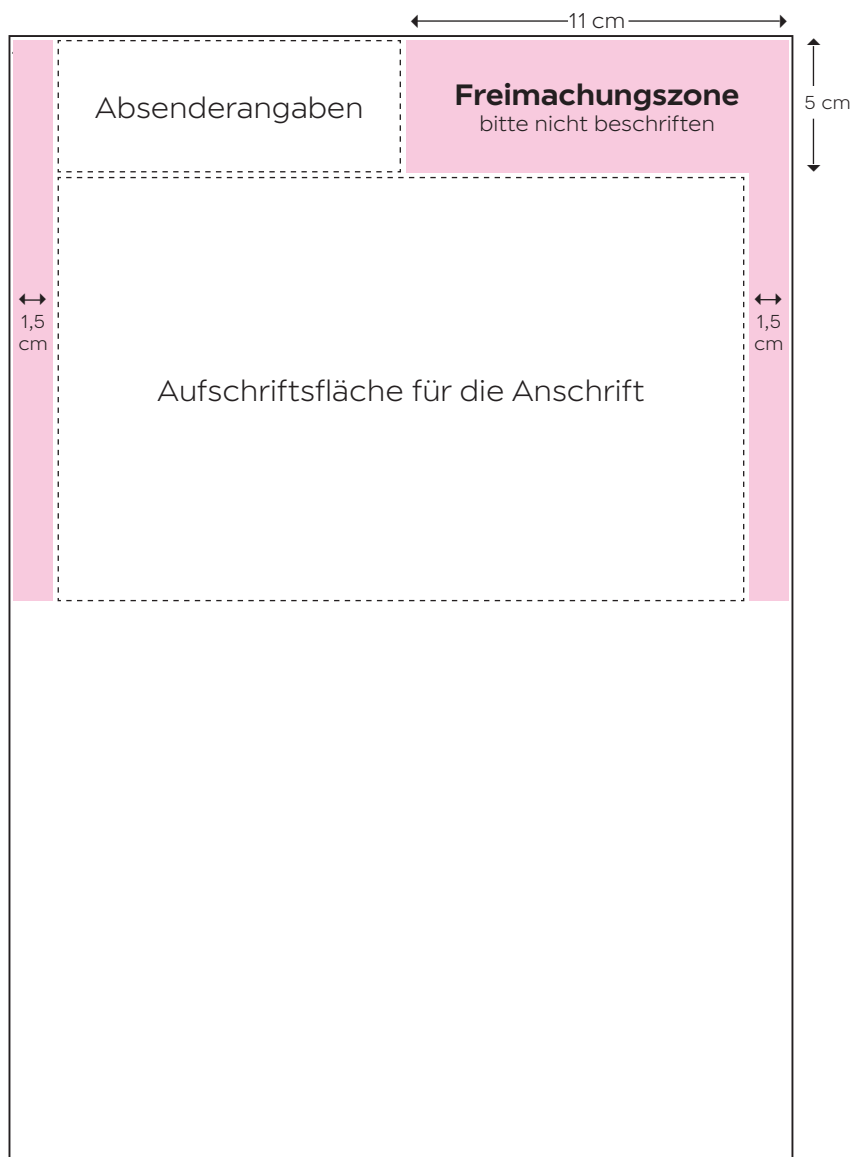 11 cm
Absenderangaben
Freimachungszone
bitte nicht beschriften
5 cm
1,5
cm
1,5
cm
Aufschriftsfläche für die Anschrift